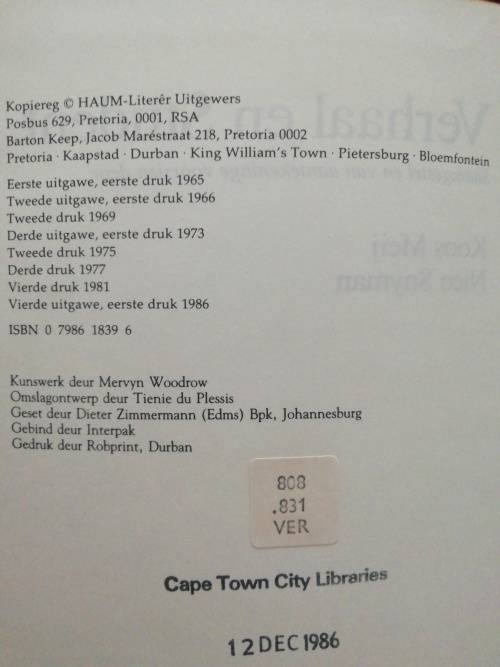 Kopiereg © HAUM-Literêr Uitgewers
Posbus 629, Pretoria, 0001, RSA
Barton Keep, Jacob Maréstraat 218, Pretoria 0002
Pretoria · Kaapstad · Durban · King William's Town · Pietersburg · Bloemfontein
Eerste uitgawe, eerste druk 1965
Tweede uitgawe, eerste druk 1966
Tweede druk 1969
Derde uitgawe, eerste druk 1973
Tweede druk 1975
Derde druk 1977
Vierde druk 1981
Vierde uitgawe, eerste druk 1986
ISBN 0 7986 1839 6
Kunswerk deur Mervyn Woodrow
Omslagontwerp deur Tienie du Plessis
Geset deur Dieter Zimmermann (Edms) Bpk, Johannesburg
Gebind deur Interpak
Gedruk deur Robprint, Durban
808
.831
VER
Cape Town City Libraries
12 DEC 1986